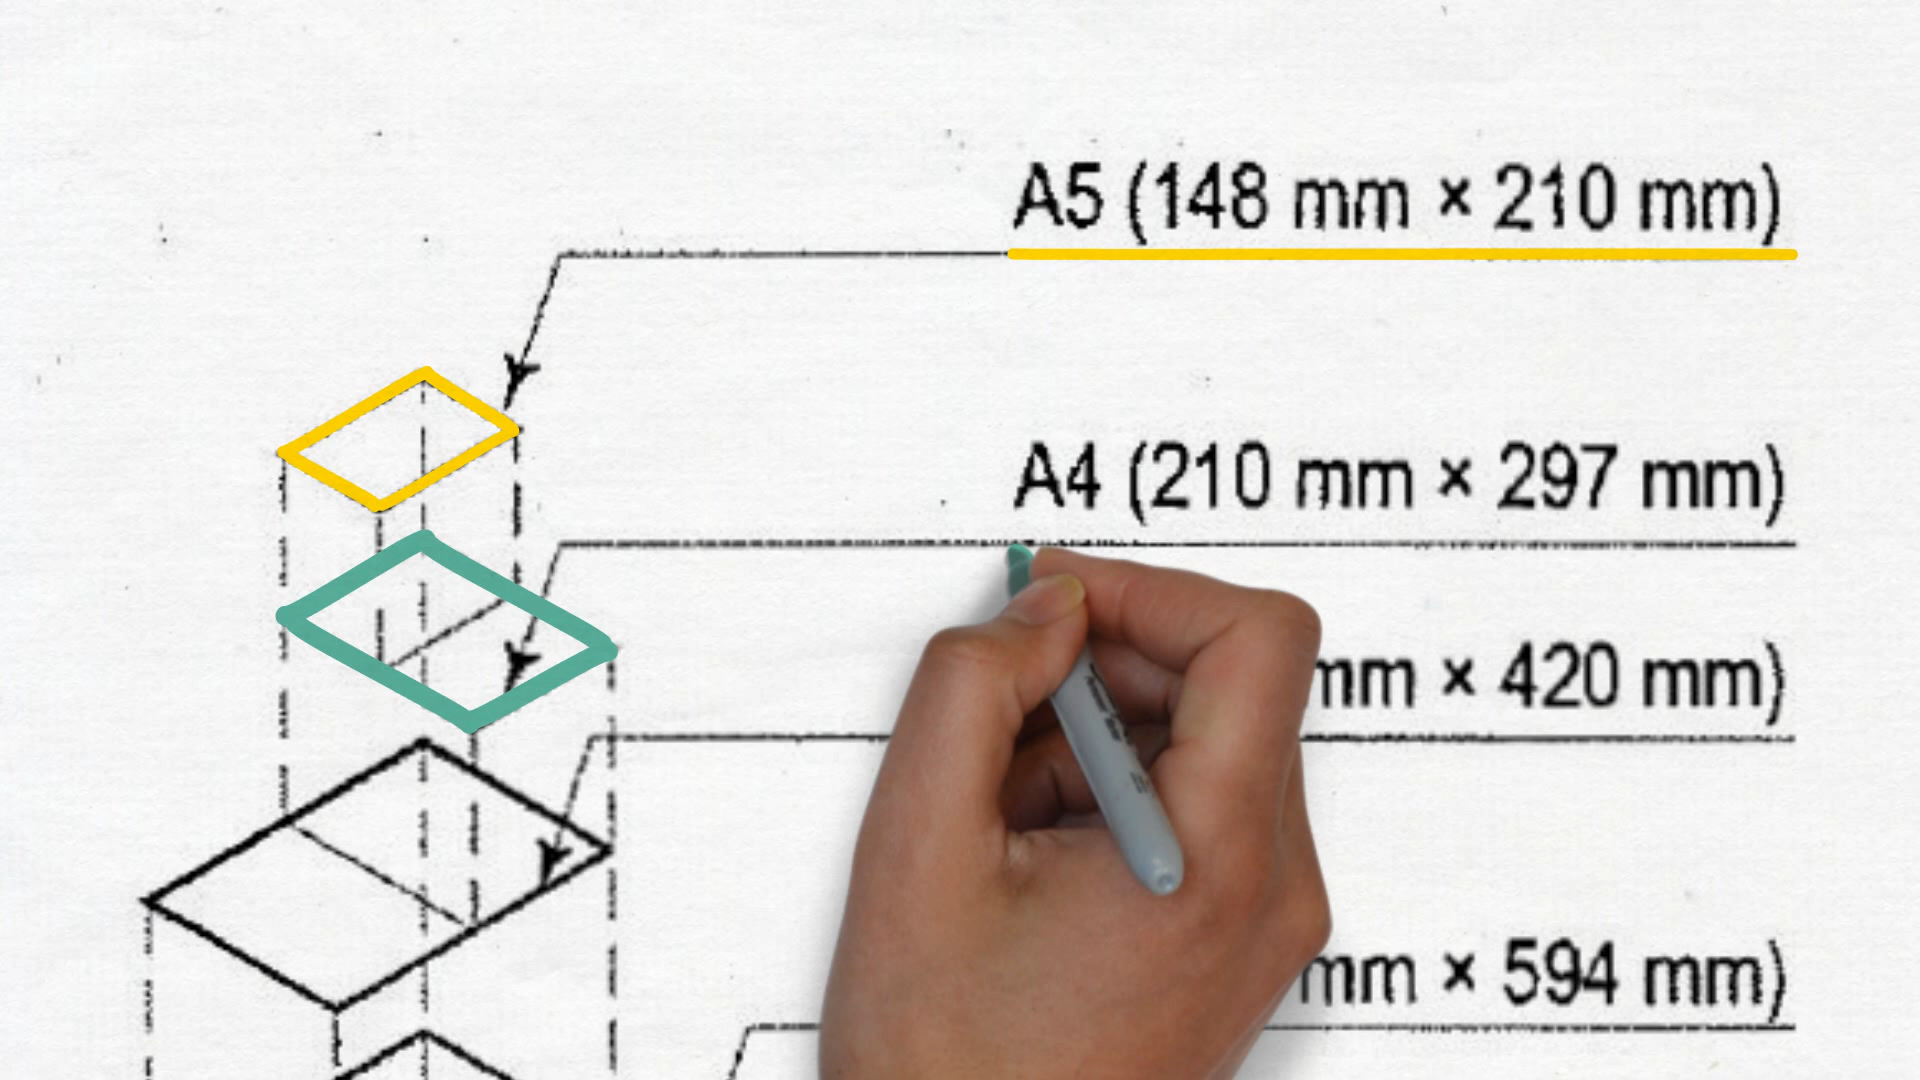 A5 (148 mm × 210 mm)
A4 (210 mm × 297 mm)
mm × 420 mm)
mm × 594 mm)